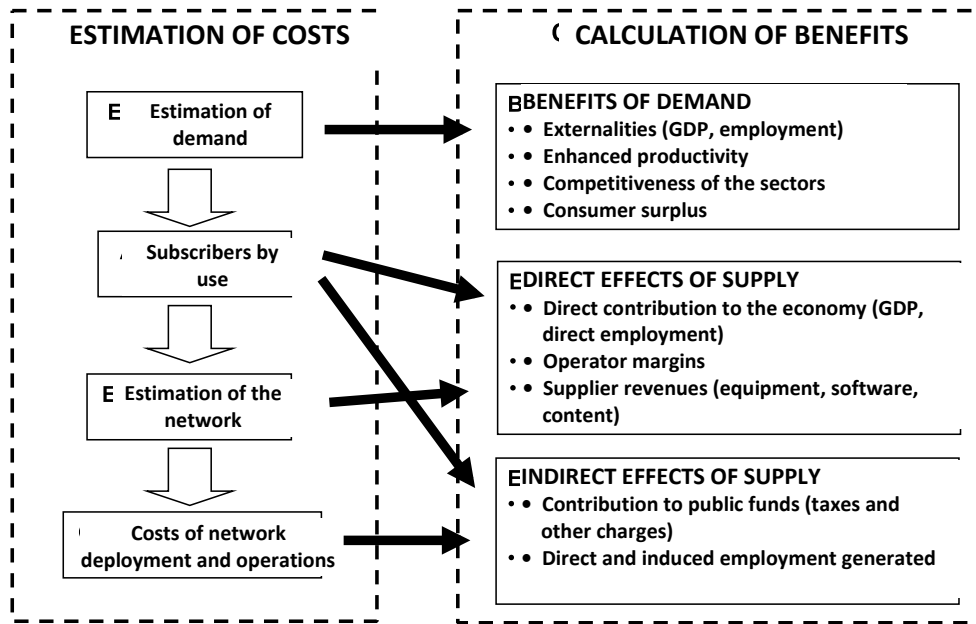 ESTIMATION OF COSTS
Estimation of
demand
Subscribers by
use
Estimation of the
network
Costs of network
deployment and operations
CALCULATION OF BENEFITS
BENEFITS OF DEMAND
• Externalities (GDP, employment)
• Enhanced productivity
• Competitiveness of the sectors
• Consumer surplus
DIRECT EFFECTS OF SUPPLY
• Direct contribution to the economy (GDP,
direct employment)
• Operator margins
• Supplier revenues (equipment, software,
content)
INDIRECT EFFECTS OF SUPPLY
• Contribution to public funds (taxes and
other charges)
• Direct and induced employment generated